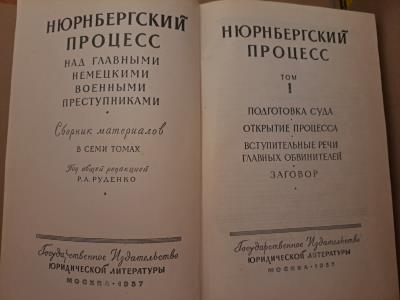 НЮРНБЕРГСКИЙ
ПРОЦЕСС
НАД ГЛАВНЫМИ
НЕМЕЦКИМИ
ВОЕННЫМИ
ПРЕСТУПНИКАМИ
Сборник материалов
В СЕМИ ТОМАХ
Под общей редакцией
Р.А. РУДЕНКО
Государственное Издательство
ЮРИДИЧЕСКОЙ ЛИТЕРАТУРЫ
МОСКВА • 1957
НЮРНБЕРГСКИЙ
ПРОЦЕСС
ТОМ
I
ПОДГОТОВКА СУДА
ОТКРЫТИЕ ПРОЦЕССА
ВСТУПИТЕЛЬНЫЕ РЕЧИ
ГЛАВНЫХ ОБВИНИТЕЛЕЙ
ЗАГОВОР
Государственное Издательство
ЮРИДИЧЕСКОЙ ЛИТЕРАТУРЫ
МОСКВА • 1957